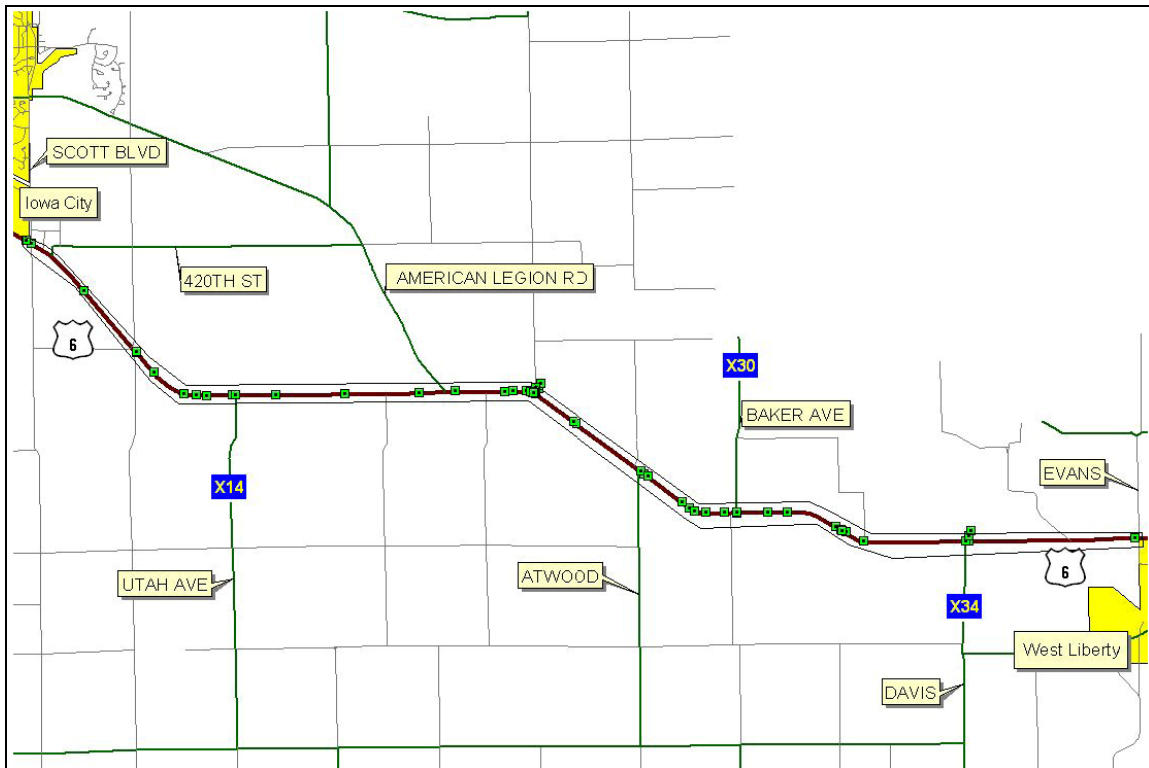 SCOTT BLVD
Iowa City
420TH ST
AMERICAN LEGION RD
6
X30
BAKER AVE
EVANS
X14
UTAH AVE
ATWOOD
6
X34
West Liberty
DAVIS